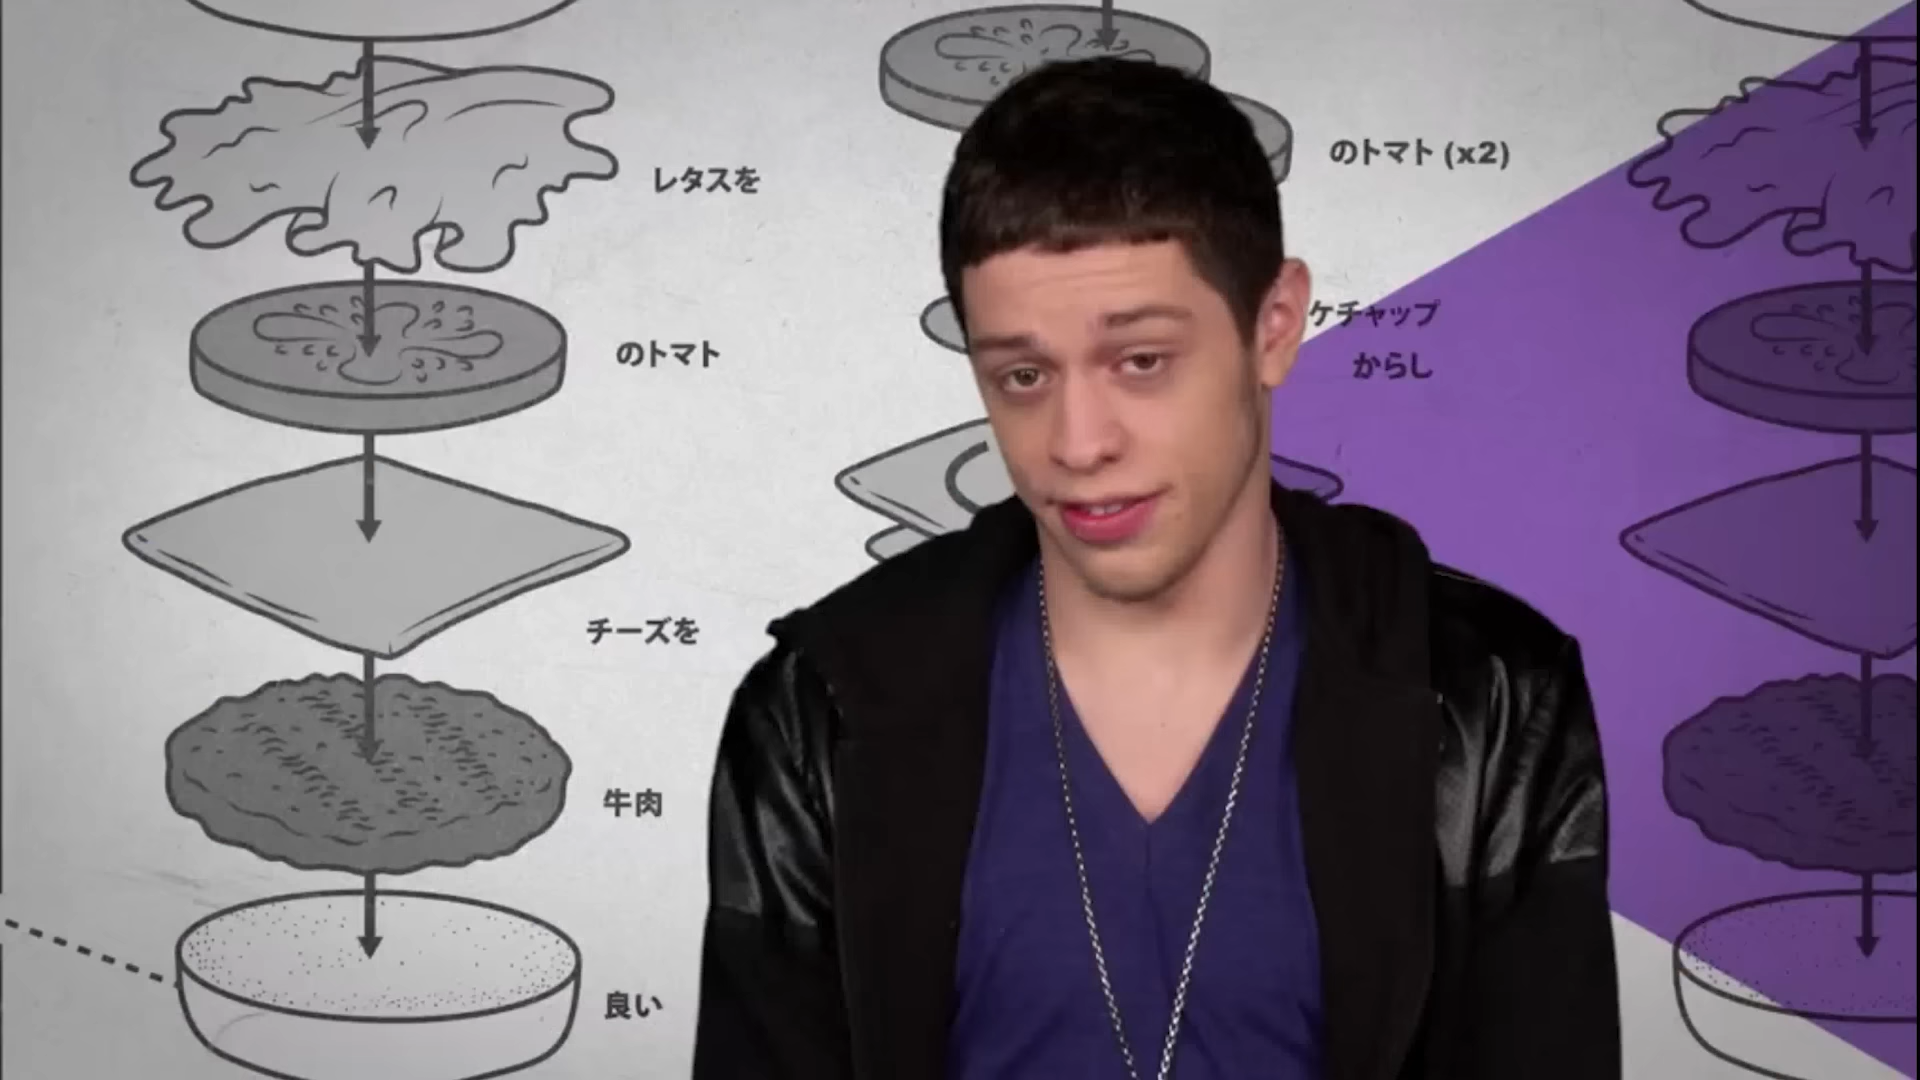 レタスを
のトマト
チーズを
牛肉
良い
のトマト (x2)
ケチャップ
からし